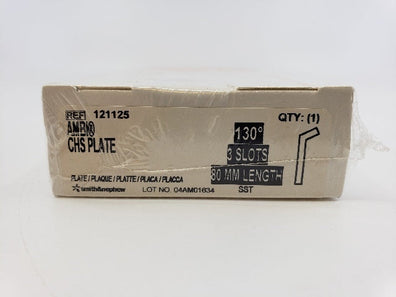 REF 121125
AMBI®
CHS PLATE
130°
3 SLOTS
80 MM LENGTH
QTY: (1)
PLATE / PLAQUE / PLATTE / PLACA / PLACCA
smith&nephew LOT NO. 04AM01634 SST